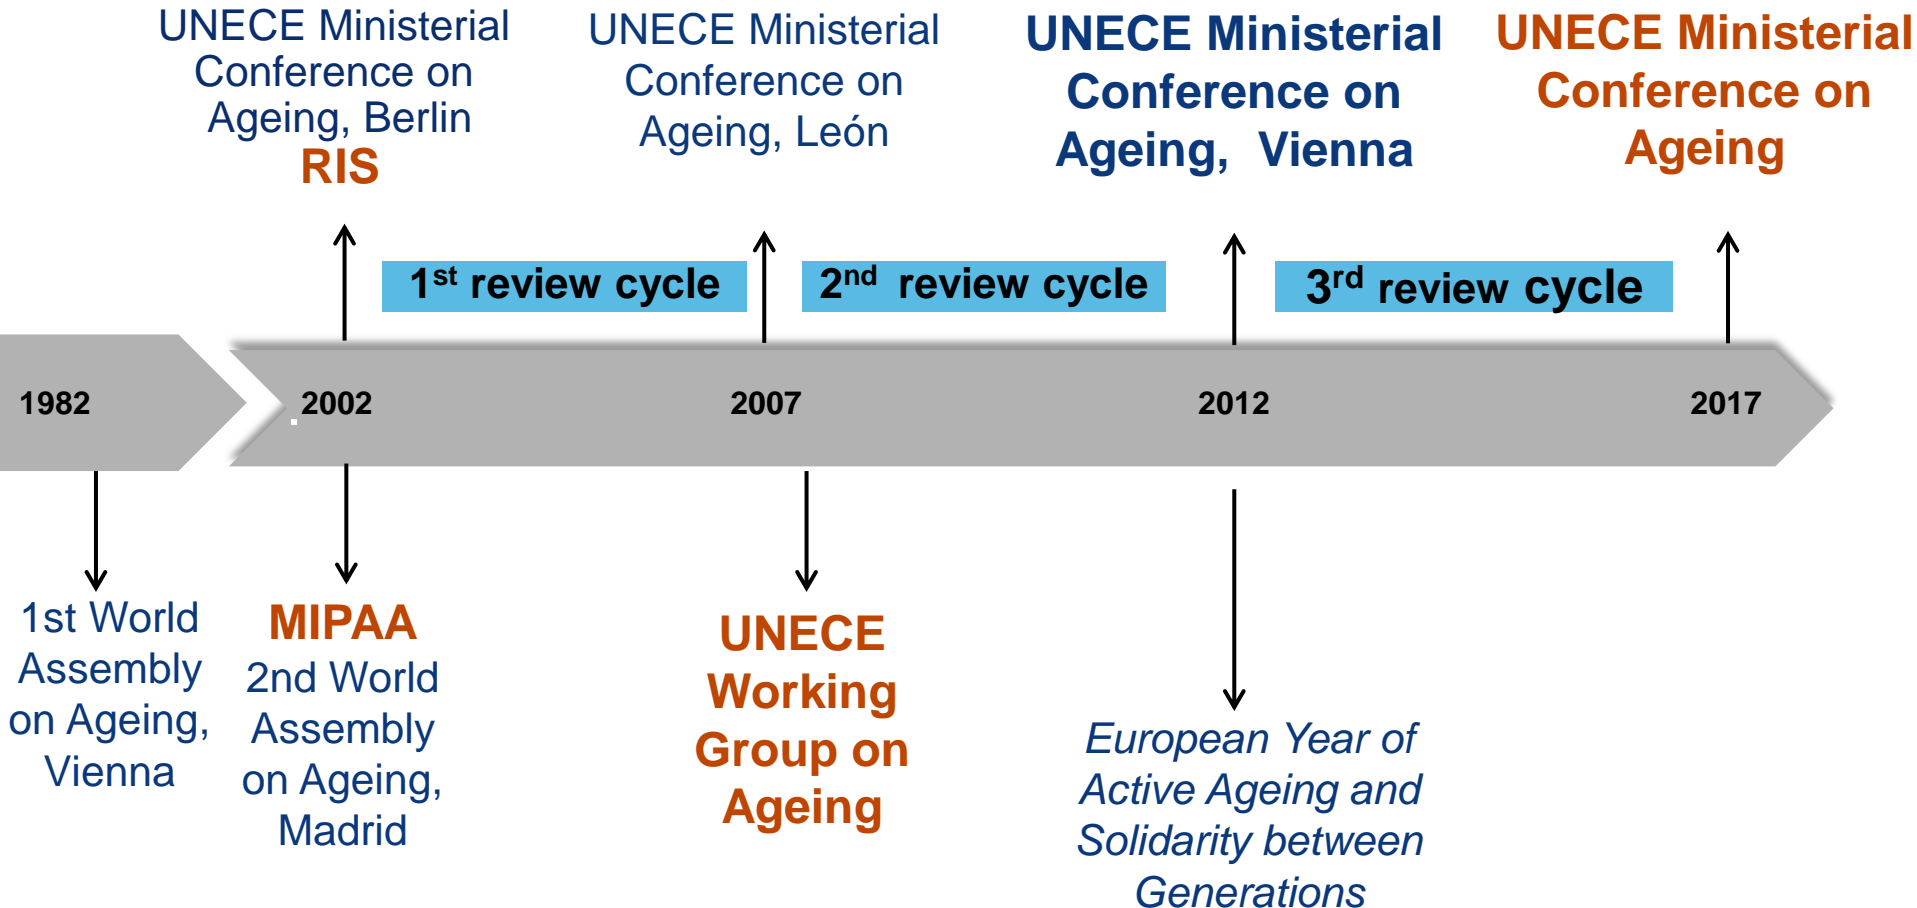 UNECE Ministerial
Conference on
Ageing, Berlin
RIS
UNECE Ministerial
Conference on
Ageing, León
UNECE Ministerial
Conference on
Ageing, Vienna
UNECE Ministerial
Conference on
Ageing
1st review cycle
2nd review cycle
3rd review cycle
1982
2002
2007
2012
2017
1st World
Assembly
on Ageing,
Vienna
MIPAA
2nd World
Assembly
on Ageing,
Madrid
UNECE
Working
Group on
Ageing
European Year of
Active Ageing and
Solidarity between
Generations